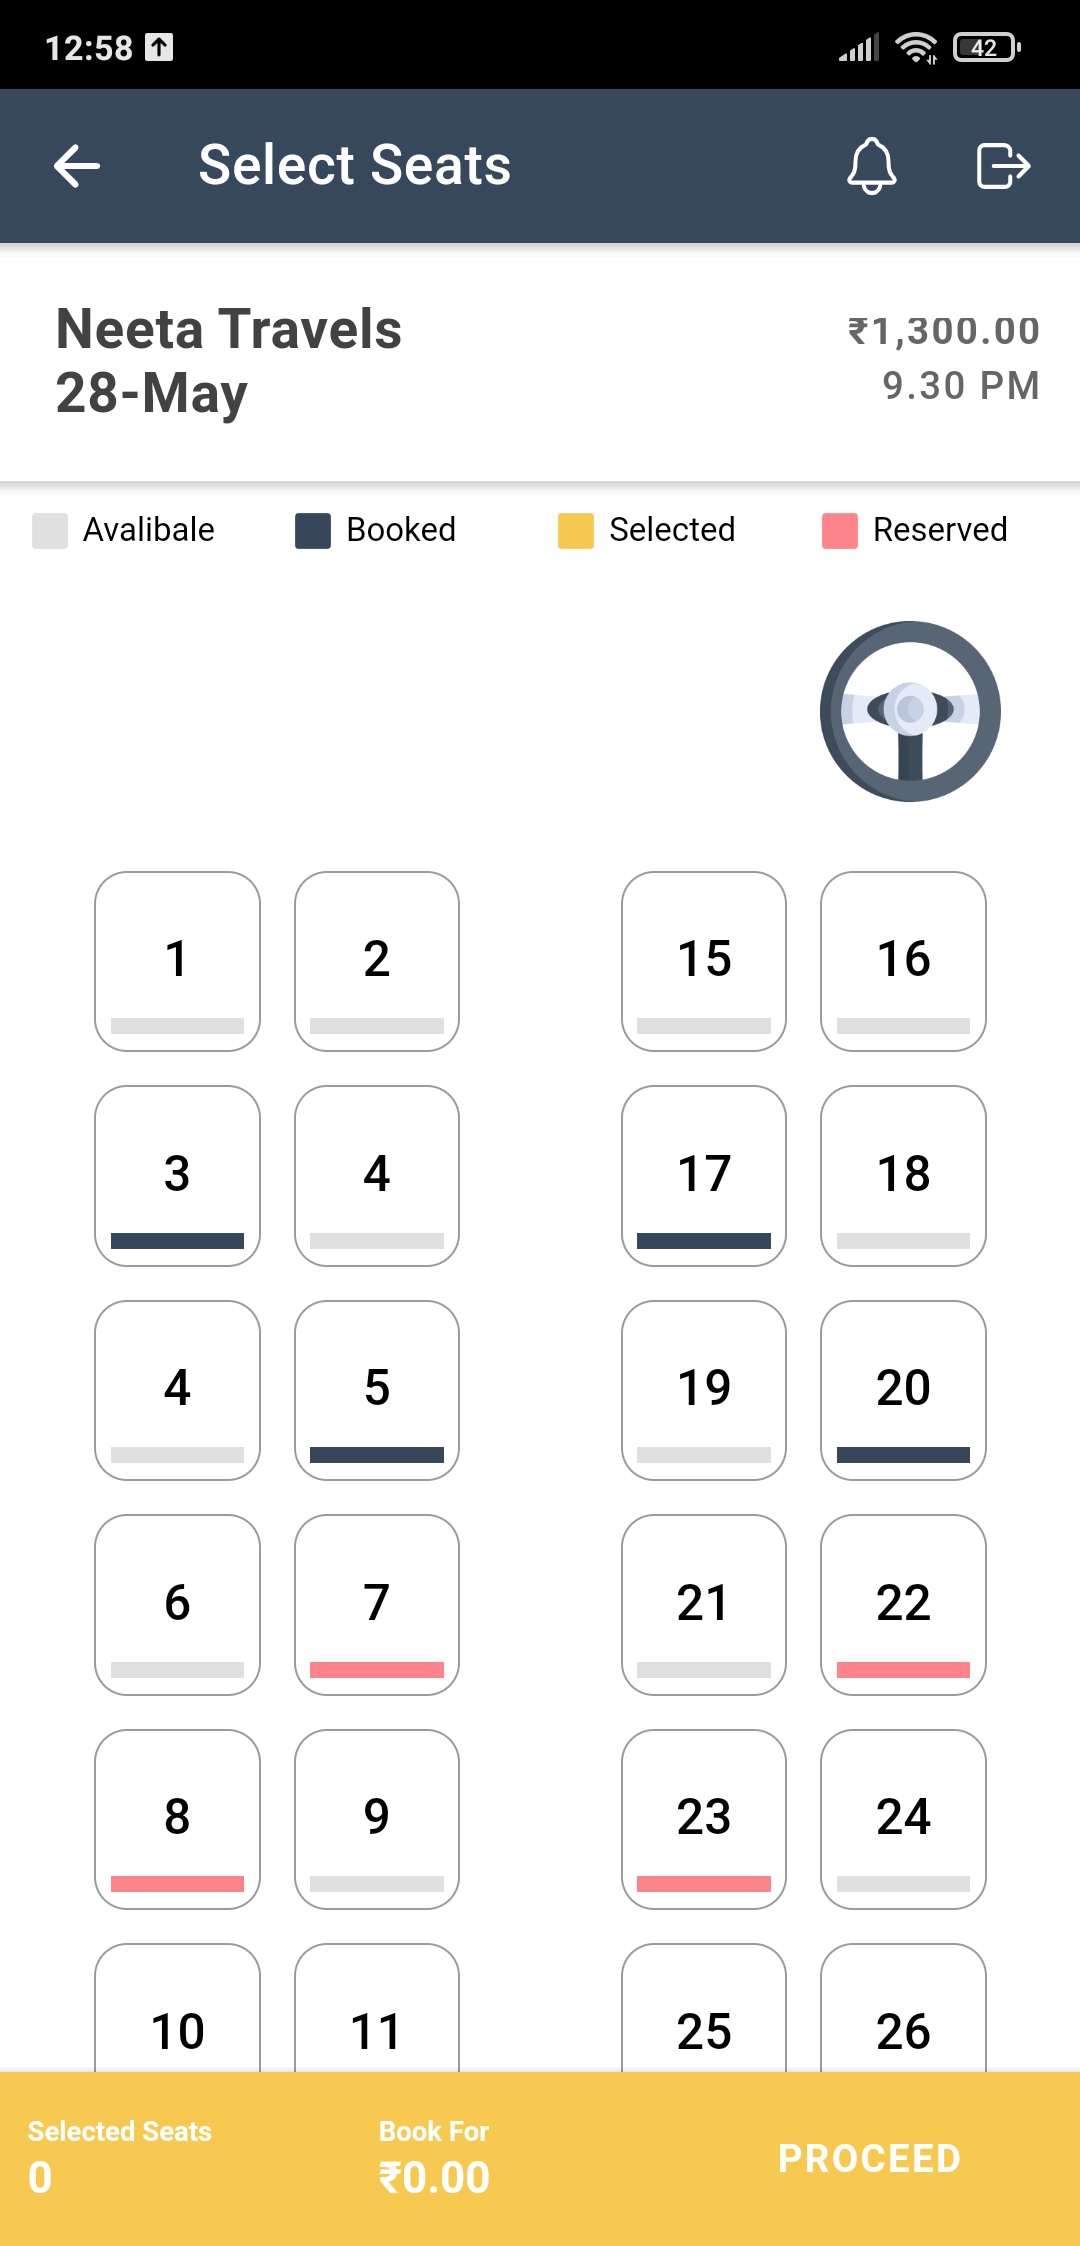 12:58
42
Select Seats
Neeta Travels
₹1,300.00
28-May
9.30 PM
Avalibale Booked Selected Reserved
1 2 15 16
3 4 17 18
4 5 19 20
6 7 21 22
8 9 23 24
10 11 25 26
Selected Seats Book For
0 ₹0.00
PROCEED